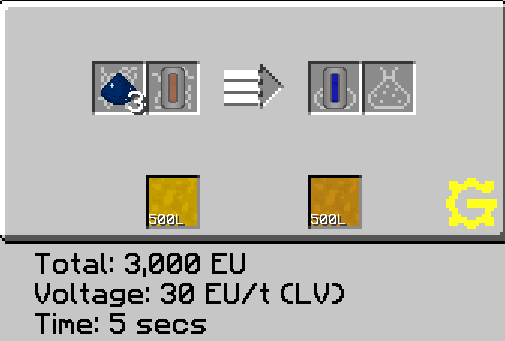 3
500L 500L
G
Total: 3,000 EU
Voltage: 30 EU/t (LV)
Time: 5 secs